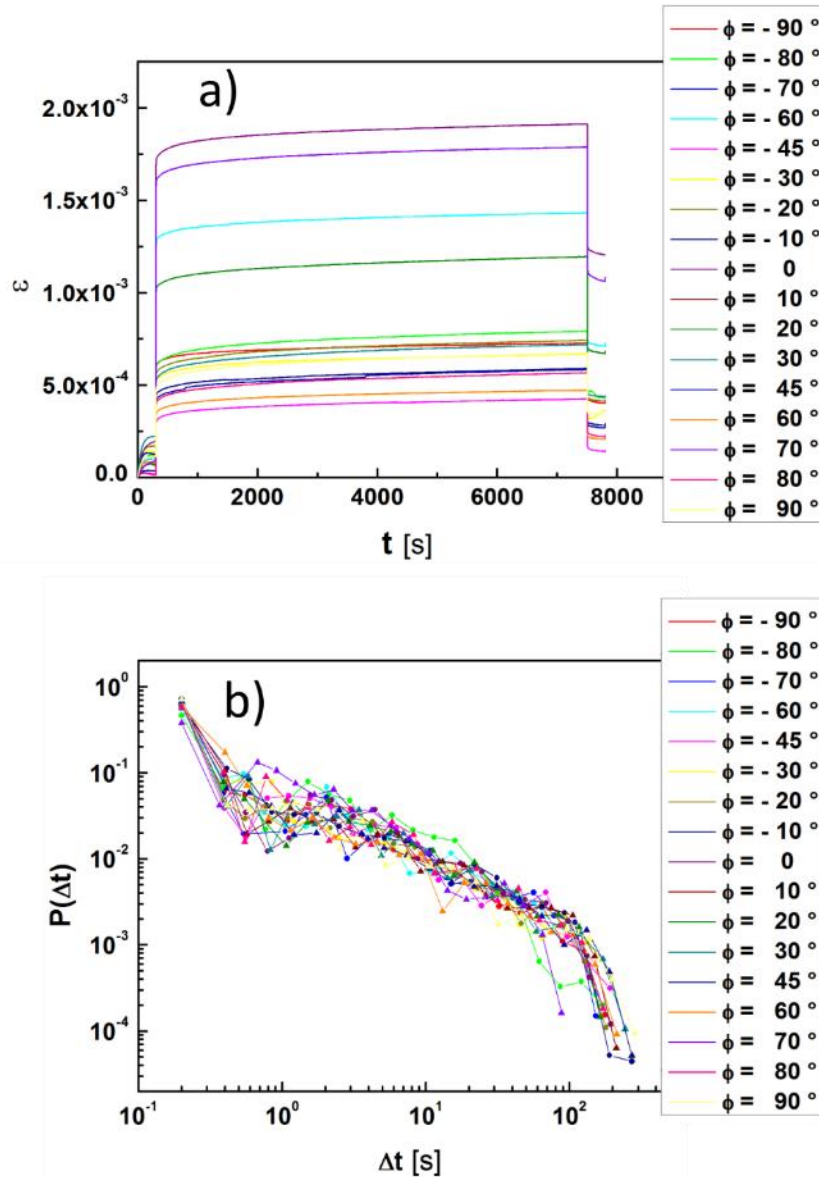 a)
2.0x10⁻³
1.5x10⁻³
1.0x10⁻³
5.0x10⁻⁴
0.0
ε
0 2000 4000 6000 8000
t [s]
ϕ = - 90 °
ϕ = - 80 °
ϕ = - 70 °
ϕ = - 60 °
ϕ = - 45 °
ϕ = - 30 °
ϕ = - 20 °
ϕ = - 10 °
ϕ = 0
ϕ = 10 °
ϕ = 20 °
ϕ = 30 °
ϕ = 45 °
ϕ = 60 °
ϕ = 70 °
ϕ = 80 °
ϕ = 90 °
b)
10⁰
10⁻¹
10⁻²
10⁻³
10⁻⁴
P(Δt)
10⁻¹ 10⁰ 10¹ 10²
Δt [s]
ϕ = - 90 °
ϕ = - 80 °
ϕ = - 70 °
ϕ = - 60 °
ϕ = - 45 °
ϕ = - 30 °
ϕ = - 20 °
ϕ = - 10 °
ϕ = 0
ϕ = 10 °
ϕ = 20 °
ϕ = 30 °
ϕ = 45 °
ϕ = 60 °
ϕ = 70 °
ϕ = 80 °
ϕ = 90 °